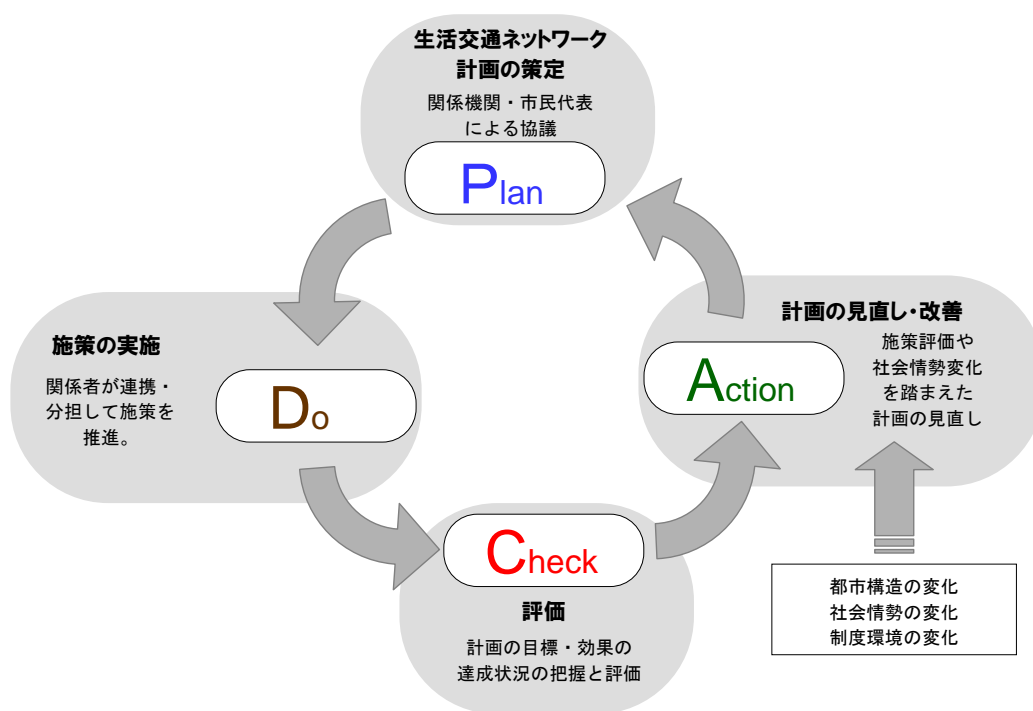 生活交通ネットワーク
計画の策定
関係機関・市民代表
による協議
Plan
施策の実施
関係者が連携・
分担して施策を
推進。
Do
Check
評価
計画の目標・効果の
達成状況の把握と評価
計画の見直し・改善
Action
施策評価や
社会情勢変化
を踏まえた
計画の見直し
都市構造の変化
社会情勢の変化
制度環境の変化